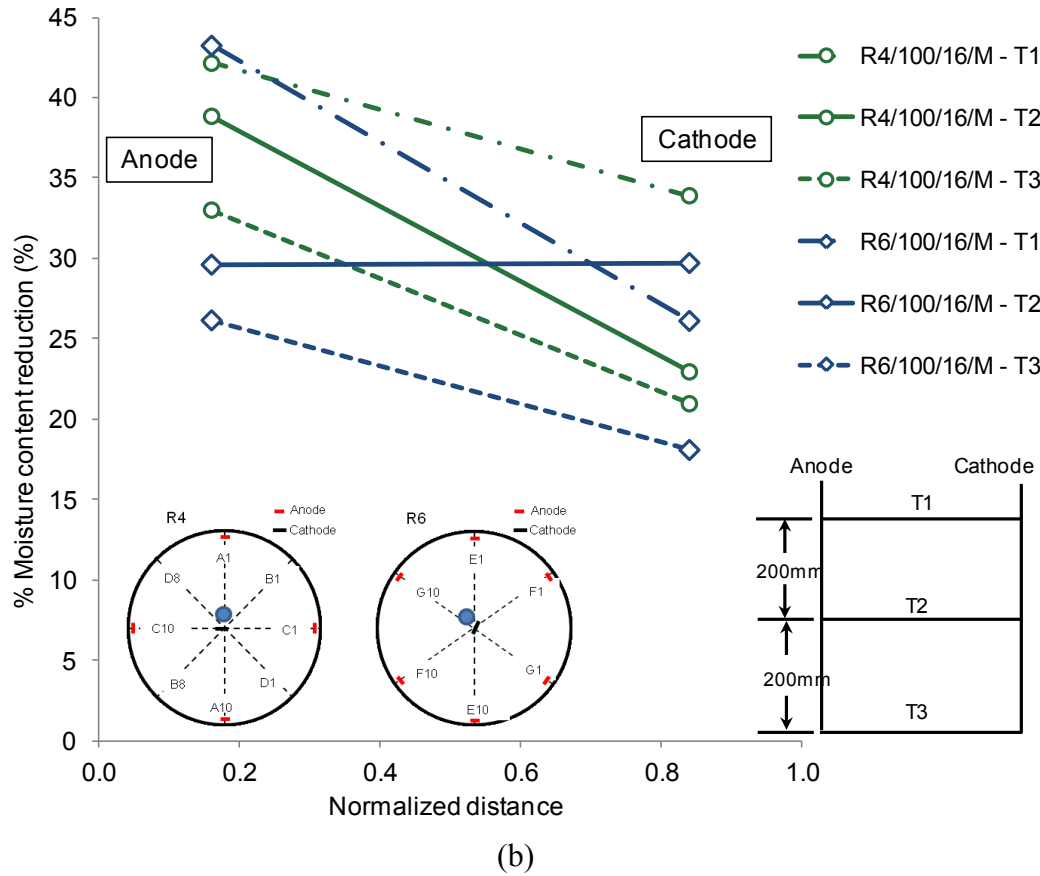 % Moisture content reduction (%)
45
40
35
30
25
20
15
10
5
0
0.0 0.2 0.4 0.6 0.8 1.0
Normalized distance
Anode
Cathode
R4/100/16/M - T1
R4/100/16/M - T2
R4/100/16/M - T3
R6/100/16/M - T1
R6/100/16/M - T2
R6/100/16/M - T3
R4
Anode
Cathode
A1
D8 B1
C10 C1
B8 D1
A10
R6
Anode
Cathode
E1
G10 F1
F10 G1
E10
Anode Cathode
T1
200mm
T2
200mm
T3
(b)